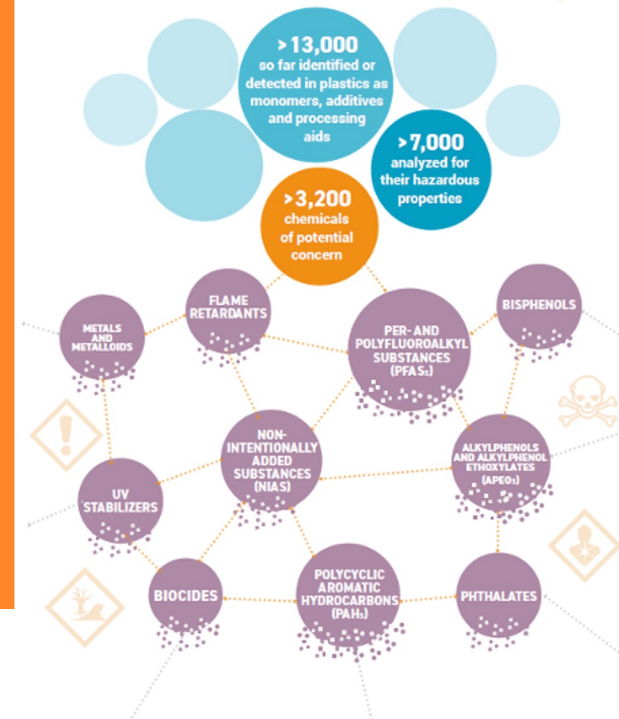 >13,000
so far identified or
detected in plastics as
monomers, additives
and processing
aids
>7,000
analyzed for
their hazardous
properties
>3,200
chemicals
of potential
concern
FLAME
RETARDANTS
BISPHENOLS
METALS
AND
METALLOIDS
PER- AND
POLYFLUOROALKYL
SUBSTANCES
(PFASs)
NON-
INTENTIONALLY
ADDED
SUBSTANCES
(NIAS)
ALKYLPHENOLS
AND ALKYLPHENOL
ETHOXYLATES
(APEOs)
UV
STABILIZERS
BIOCIDES
POLYCYCLIC
AROMATIC
HYDROCARBONS
(PAHs)
PHTHALATES